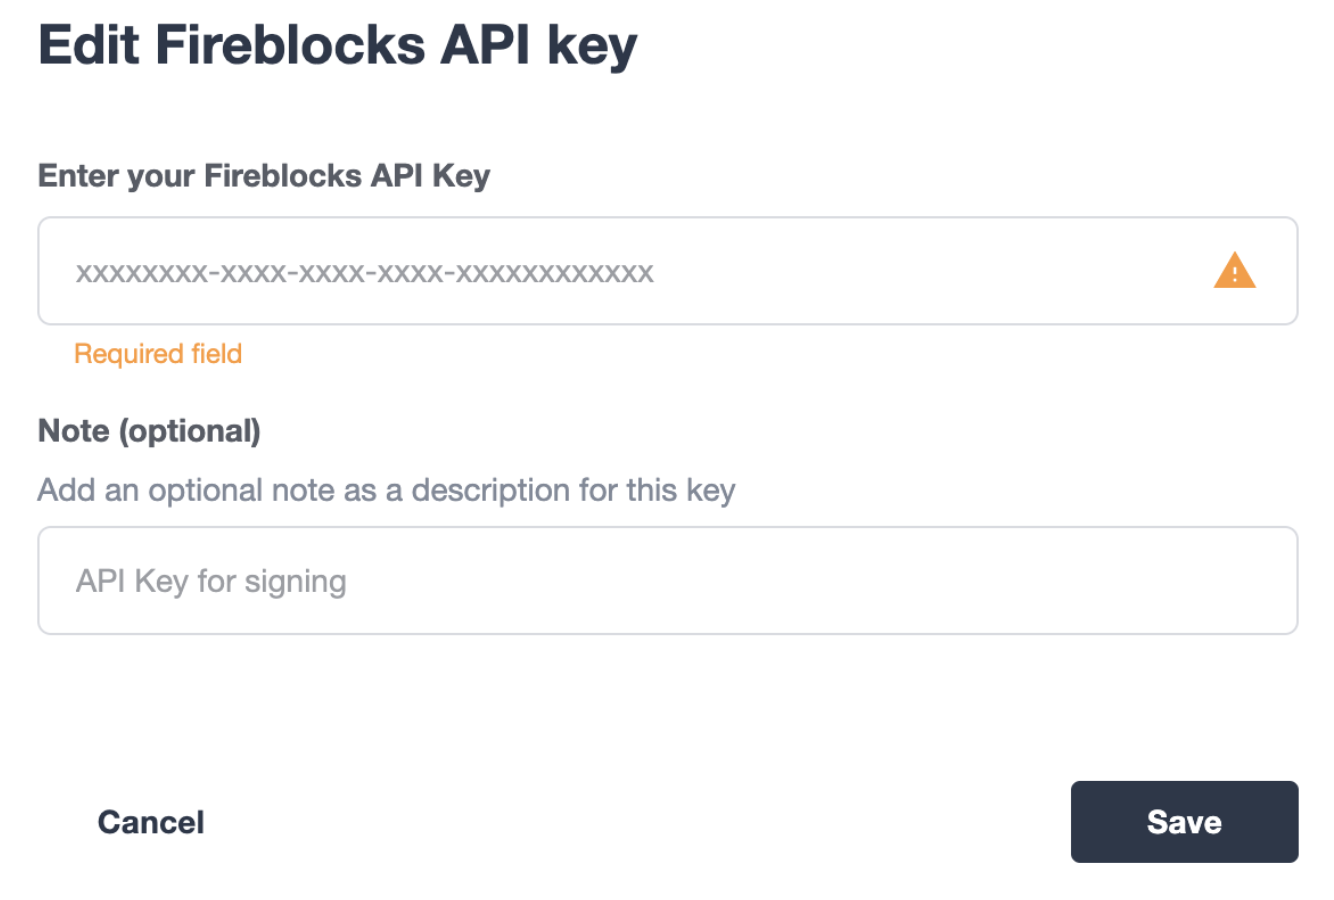 Edit Fireblocks API key
Enter your Fireblocks API Key
xxxxxxxx-xxxx-xxxx-xxxx-xxxxxxxxxxxx
Required field
Note (optional)
Add an optional note as a description for this key
API Key for signing
Cancel
Save